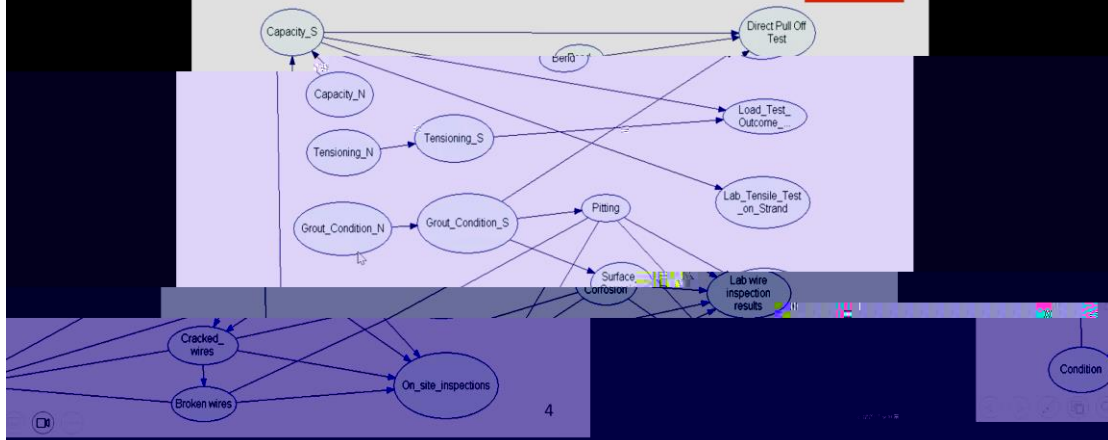 Capacity_S
Direct Pull Off
Test
Bend
Capacity_N
Load_Test_
Outcome_...
Tensioning_N
Tensioning_S
Lab_Tensile_Test
_on_Strand
Pitting
Grout_Condition_N
Grout_Condition_S
Surface
Corrosion
Lab wire
inspection
results
Cracked_
wires
On_site_inspections
Condition
Broken wires
4